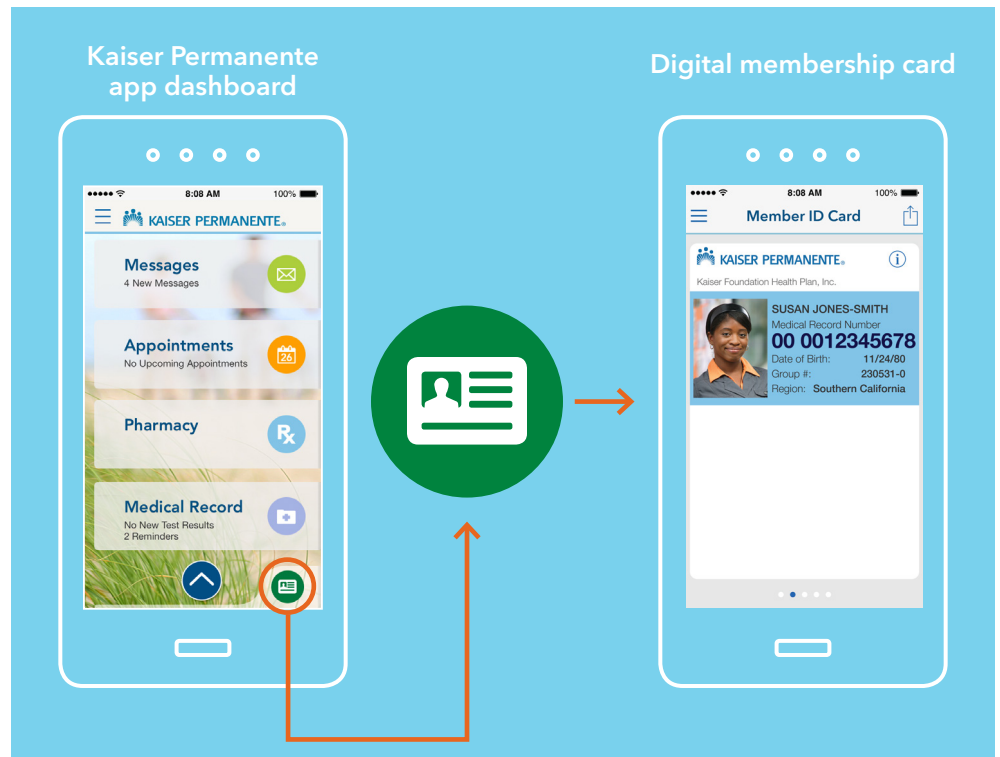 Kaiser Permanente
app dashboard
8:08 AM
100%
KAISER PERMANENTE®
Messages
4 New Messages
Appointments
No Upcoming Appointments
26
Pharmacy
Rx
Medical Record
No New Test Results
2 Reminders
Digital membership card
8:08 AM
100%
Member ID Card
KAISER PERMANENTE®
i
Kaiser Foundation Health Plan, Inc.
SUSAN JONES-SMITH
Medical Record Number
00 0012345678
Date of Birth: 11/24/80
Group #: 230531-0
Region: Southern California